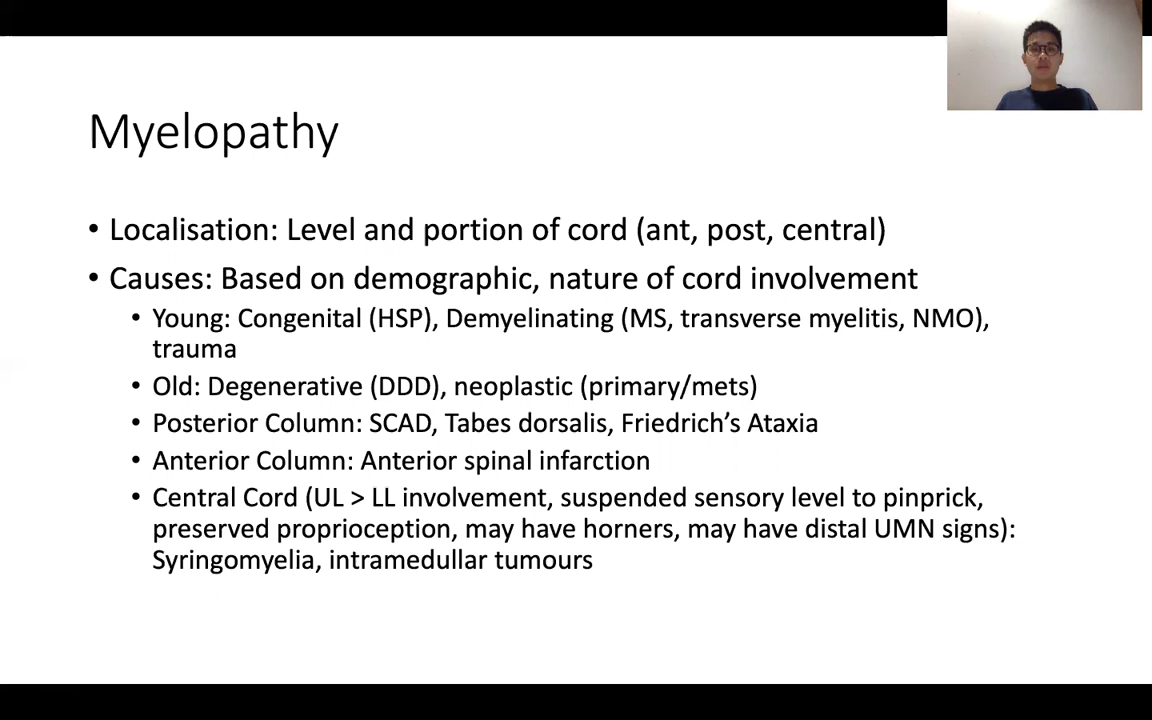 Myelopathy
• Localisation: Level and portion of cord (ant, post, central)
• Causes: Based on demographic, nature of cord involvement
• Young: Congenital (HSP), Demyelinating (MS, transverse myelitis, NMO),
trauma
• Old: Degenerative (DDD), neoplastic (primary/mets)
• Posterior Column: SCAD, Tabes dorsalis, Friedrich’s Ataxia
• Anterior Column: Anterior spinal infarction
• Central Cord (UL > LL involvement, suspended sensory level to pinprick,
preserved proprioception, may have horners, may have distal UMN signs):
Syringomyelia, intramedullar tumours